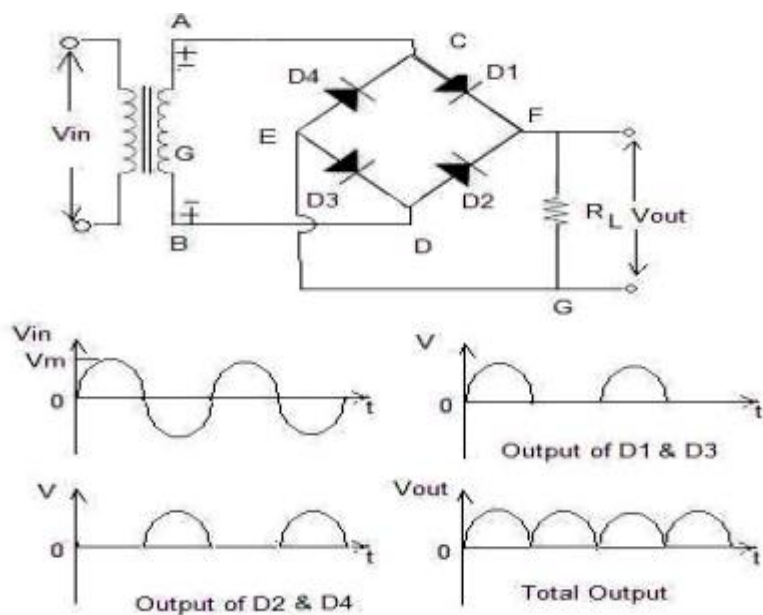 A
C
D4
D1
Vin
E
F
G
D3
D2
R L Vout
B
D
G
Vin
Vm
0
t
V
0
t
Output of D1 & D3
V
0
t
Output of D2 & D4
Vout
0
t
Total Output